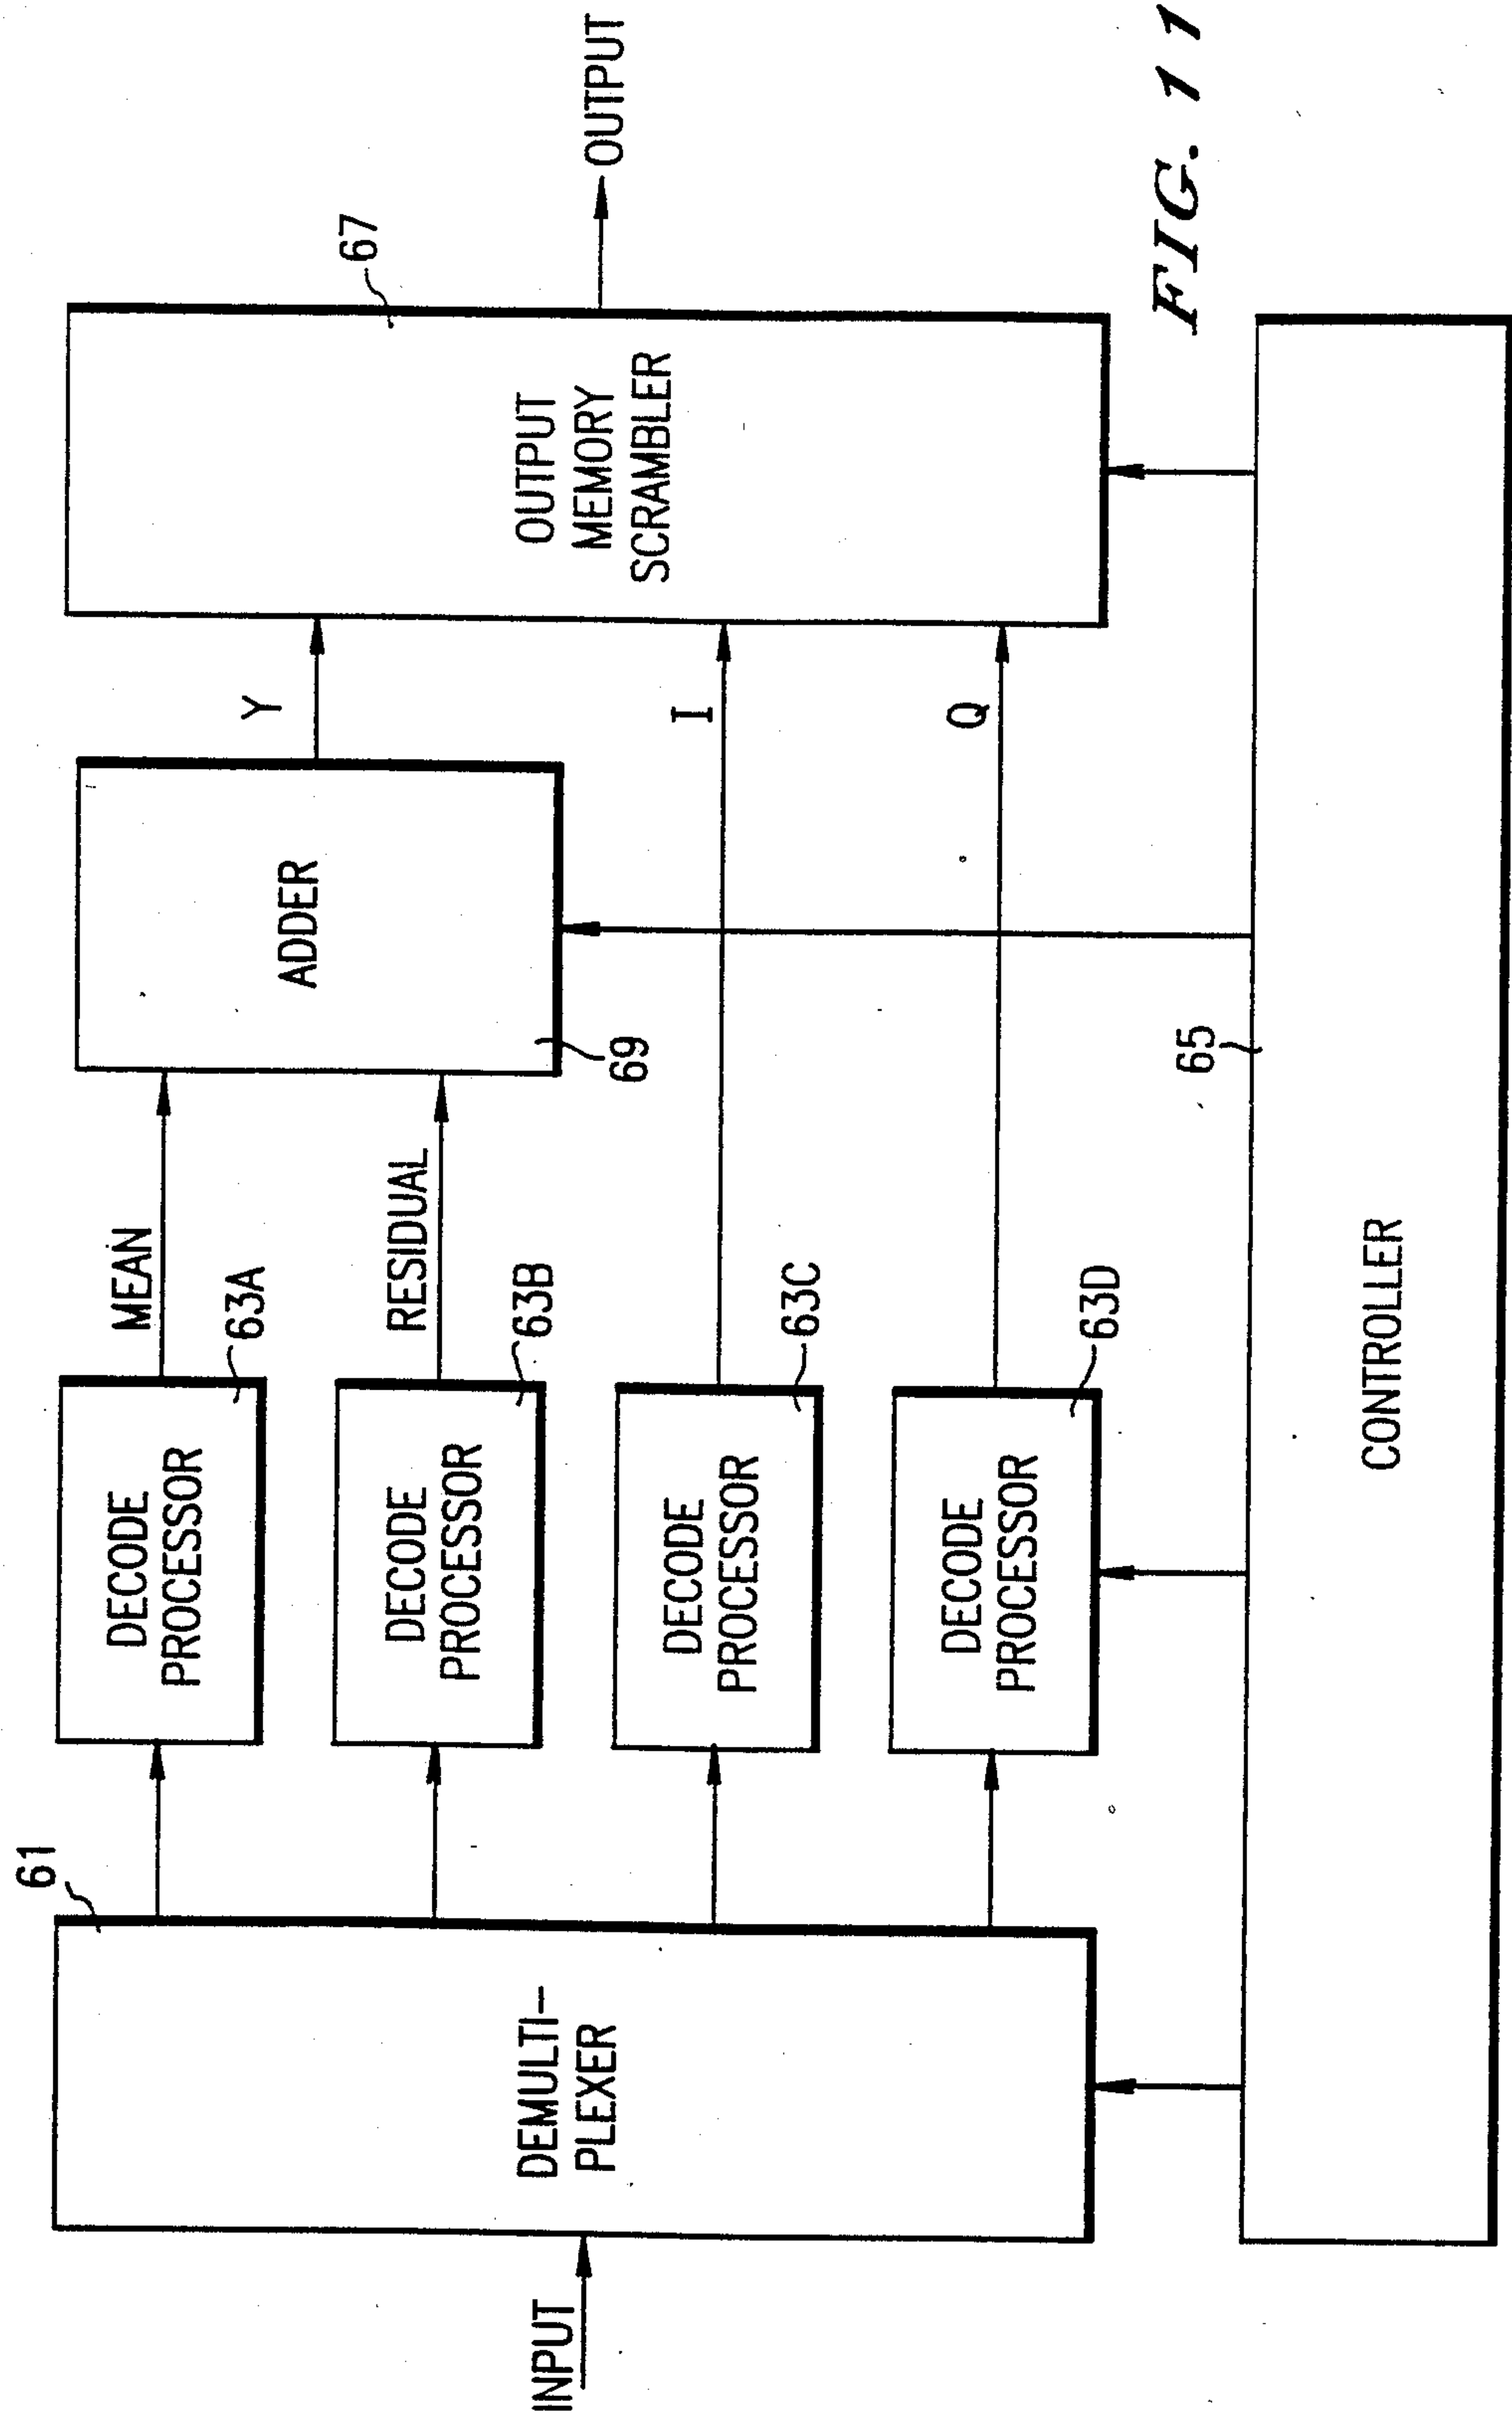 INPUT
DEMULTI-
PLEXER
61
DECODE
PROCESSOR
63A
MEAN
DECODE
PROCESSOR
63B
RESIDUAL
DECODE
PROCESSOR
63C
DECODE
PROCESSOR
63D
ADDER
69
Y
I
Q
OUTPUT
MEMORY
SCRAMBLER
67
OUTPUT
CONTROLLER
65
FIG. 11